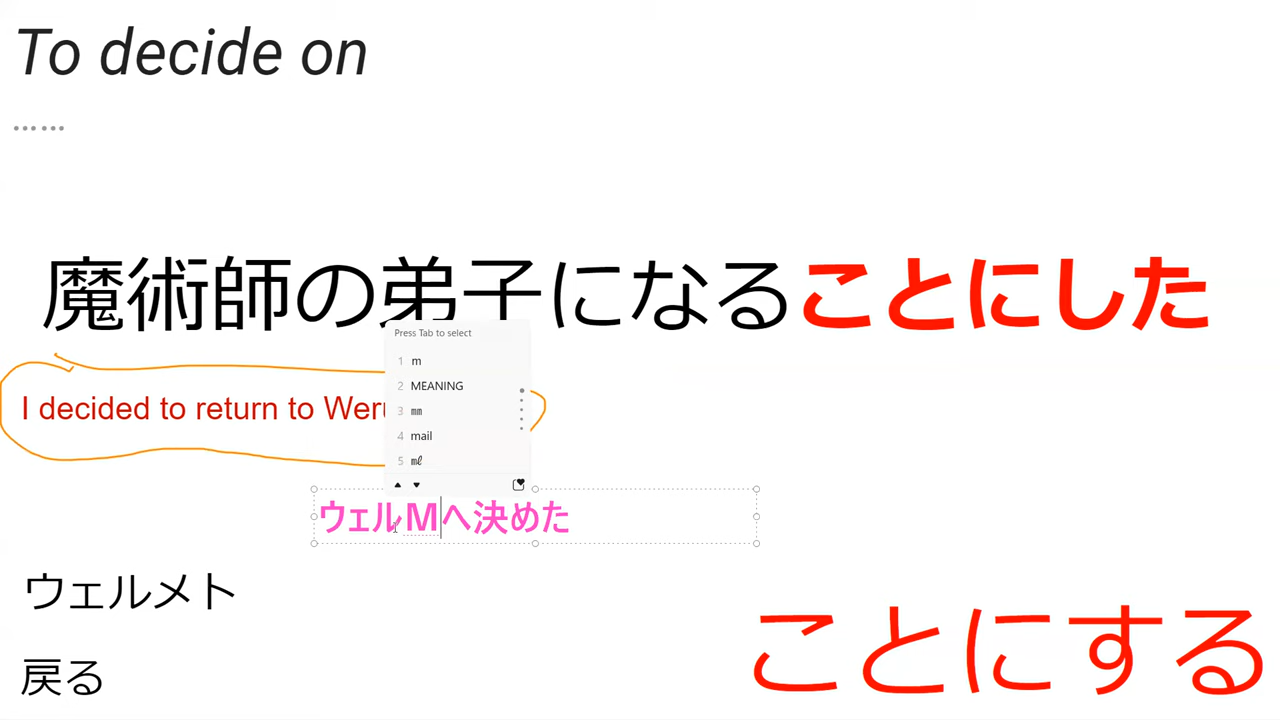 To decide on
……
魔術師の弟子になることにした
Press Tab to select
1 m
2 MEANING
3 ㎜
4 mail
5 ㎖
I decided to return to Weru
ウェルMへ決めた
ウェルメト
戻る
ことにする